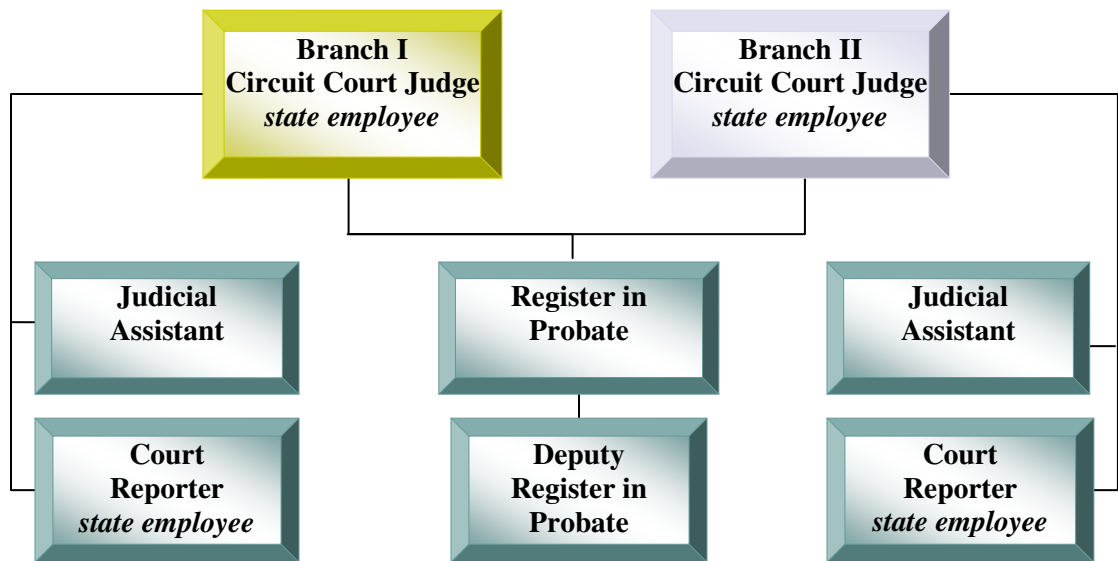 Branch I
Circuit Court Judge
state employee
Branch II
Circuit Court Judge
state employee
Judicial
Assistant
Register in
Probate
Judicial
Assistant
Court
Reporter
state employee
Deputy
Register in
Probate
Court
Reporter
state employee